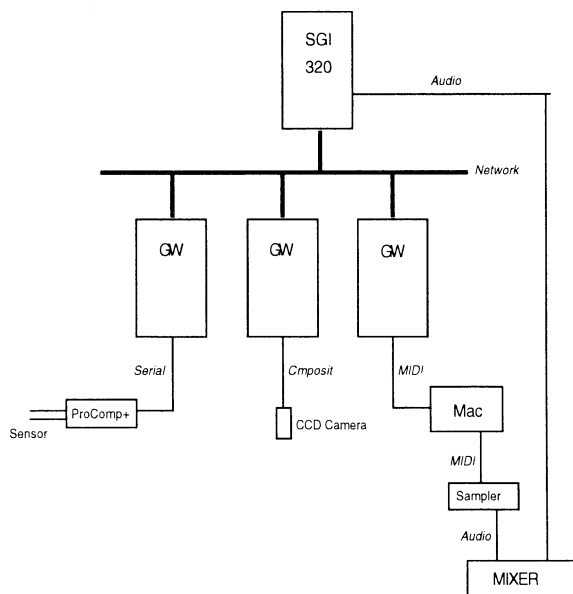 SGI
320
Audio
Network
GW
GW
GW
Serial
Cmposit
MIDI
ProComp+
Sensor
CCD Camera
Mac
MIDI
Sampler
Audio
MIXER